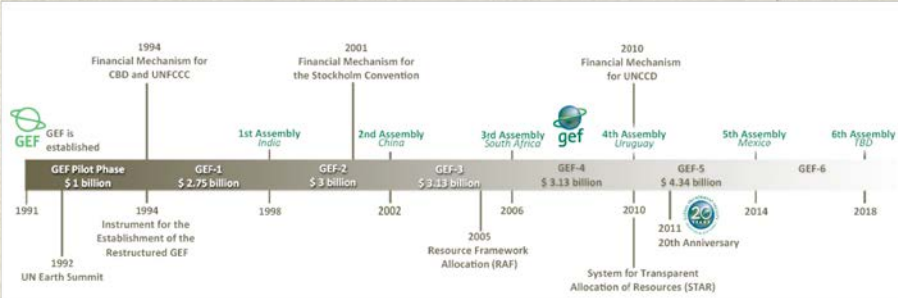 1994
Financial Mechanism for
CBD and UNFCCC
2001
Financial Mechanism for
the Stockholm Convention
2010
Financial Mechanism
for UNCCD
GEF
GEF is
established
1st Assembly
India
2nd Assembly
China
3rd Assembly
South Africa
gef
4th Assembly
Uruguay
5th Assembly
Mexico
6th Assembly
TBD
GEF Pilot Phase
$ 1 billion
GEF-1
$ 2.75 billion
GEF-2
$ 3 billion
GEF-3
$ 3.13 billion
GEF-4
$ 3.13 billion
GEF-5
$ 4.34 billion
GEF-6
1991
1994
1998
2002
2006
2010
2014
2018
Instrument for the
Establishment of the
Restructured GEF
1992
UN Earth Summit
2005
Resource Framework
Allocation (RAF)
20
YEARS
2011
20th Anniversary
System for Transparent
Allocation of Resources (STAR)